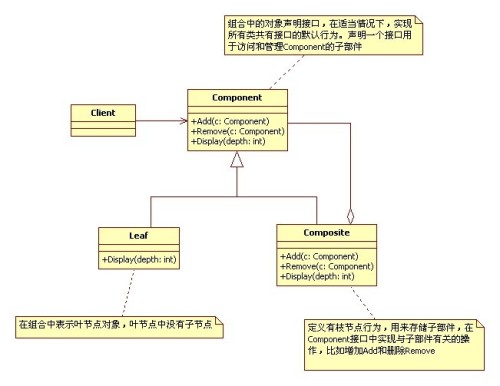 组合中的对象声明接口，在适当情况下，实现
所有类共有接口的默认行为。声明一个接口用
于访问和管理Component的子部件
Client
Component
+Add(c: Component)
+Remove(c: Component)
+Display(depth: int)
Leaf
+Display(depth: int)
Composite
+Add(c: Component)
+Remove(c: Component)
+Display(depth: int)
在组合中表示叶节点对象，叶节点中没有子节点
定义有枝节点行为，用来存储子部件，在
Component接口中实现与子部件有关的操
作，比如增加Add和删除Remove